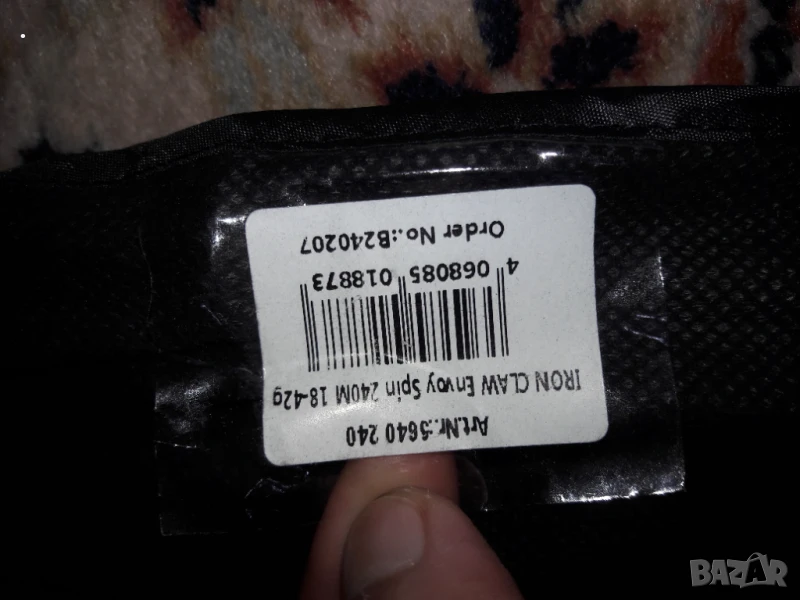 Art.Nr.:5640 240
IRON CLAW Envoy Spin 240M 18-42g
4 068085 018873
Order No.:B240207
BAZAR